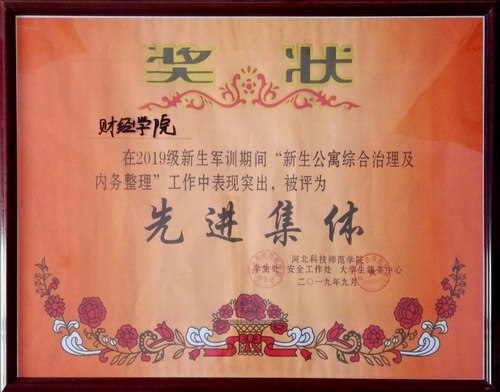 奖状
财经学院
在2019级新生军训期间“新生公寓综合治理及
内务整理”工作中表现突出，被评为
先进集体
河北科技师范学院
学生处 安全工作处 大学生服务中心
二〇一九年九月